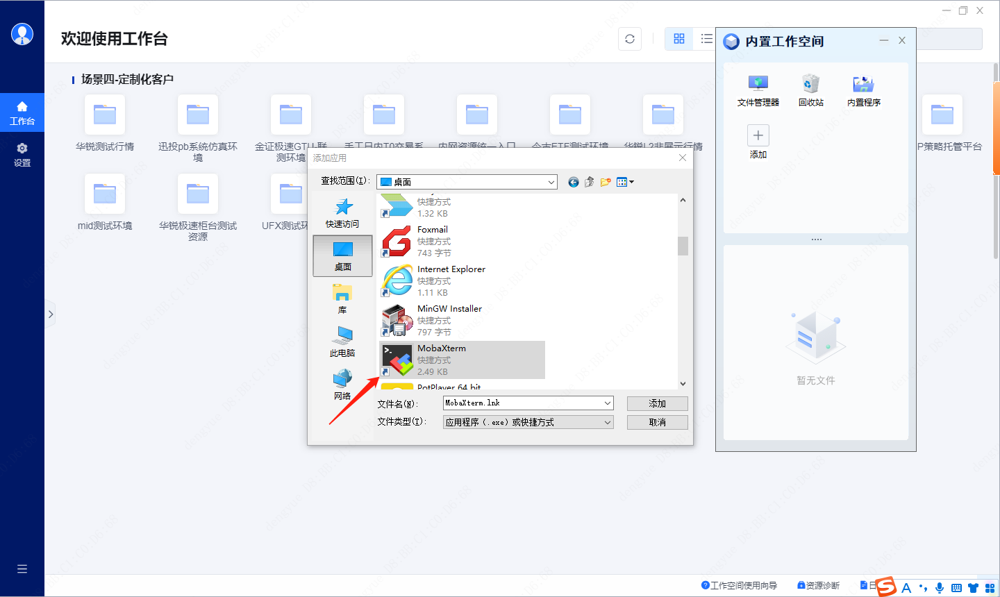 欢迎使用工作台
场景四-定制化客户
工作台
设置
华锐测试行情
迅投pb系统仿真环
境
金证极速GTU-联
测环境
手工日内T0交易系
内网资源统一入口
今古ETF测试环境
华锐L2非展示行情
P策略托管平台
mid测试环境
华锐极速柜台测试
资源
UFX测试环
添加应用
查找范围(I):
桌面
快速访问
桌面
库
此电脑
网络
快捷方式
1.32 KB
Foxmail
快捷方式
743 字节
Internet Explorer
快捷方式
1.11 KB
MinGW Installer
快捷方式
797 字节
MobaXterm
快捷方式
2.49 KB
PotPlayer 64 bit
文件名(N):
MobaXterm.lnk
添加
文件类型(T):
应用程序 (.exe) 或快捷方式
取消
内置工作空间
文件管理器
回收站
内置程序
添加
暂无文件
工作空间使用向导
资源诊断
日